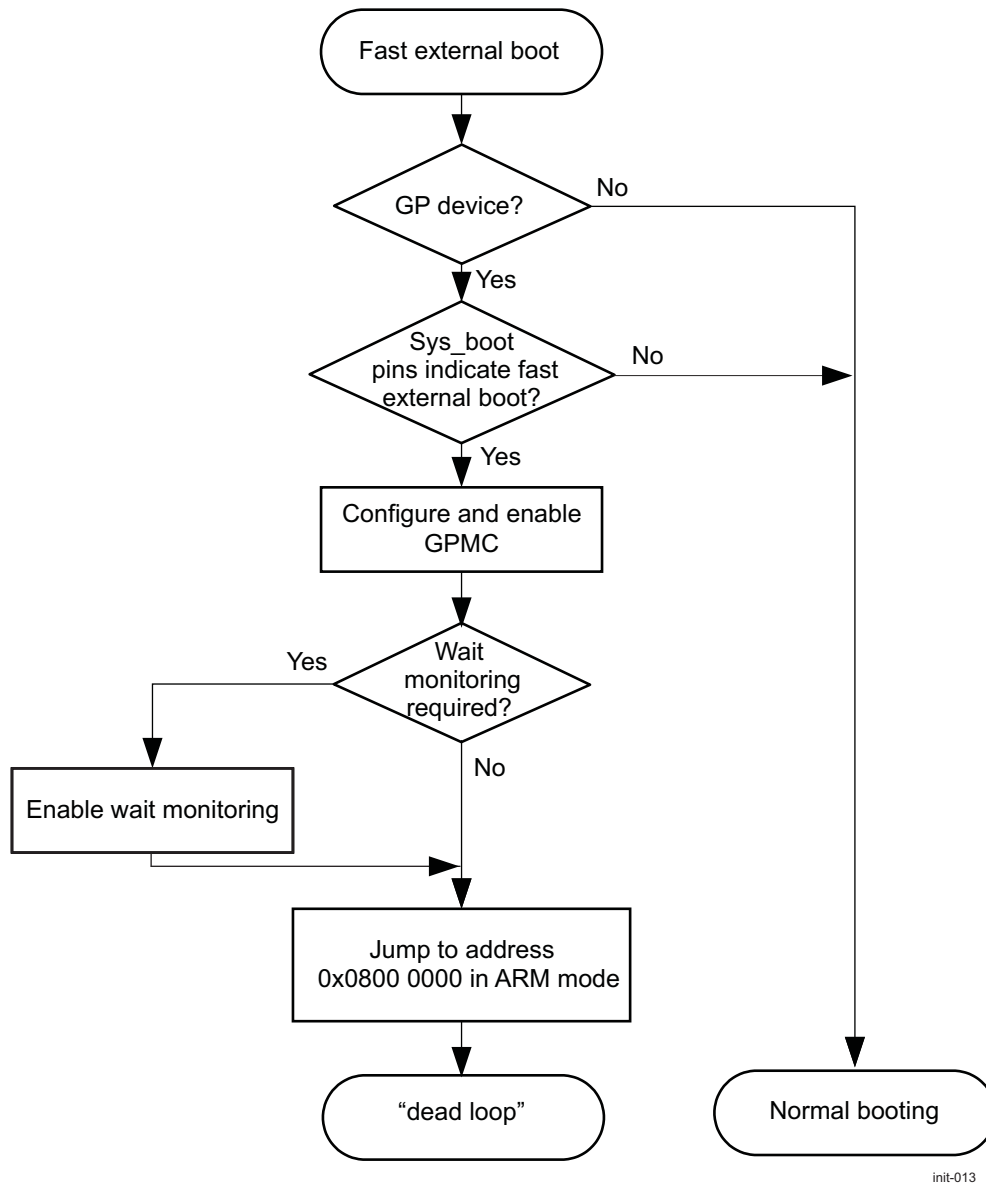 Fast external boot
GP device?
No
Yes
Sys_boot
pins indicate fast
external boot?
No
Yes
Configure and enable
GPMC
Wait
monitoring
required?
Yes
No
Enable wait monitoring
Jump to address
0x0800 0000 in ARM mode
“dead loop”
Normal booting
init-013